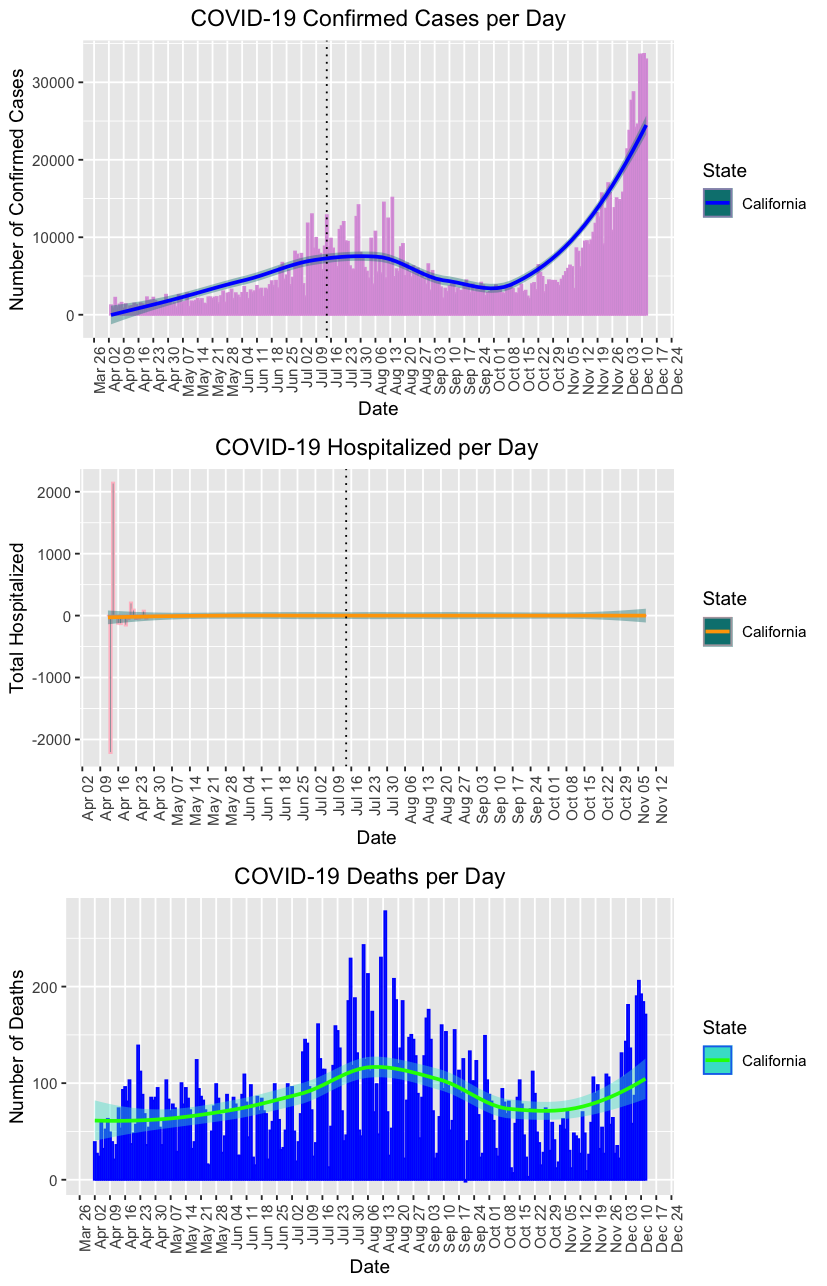 COVID-19 Confirmed Cases per Day
Number of Confirmed Cases
30000
20000
10000
0
Mar 26
Apr 02
Apr 09
Apr 16
Apr 23
Apr 30
May 07
May 14
May 21
May 28
Jun 04
Jun 11
Jun 18
Jun 25
Jul 02
Jul 09
Jul 16
Jul 23
Jul 30
Aug 06
Aug 13
Aug 20
Aug 27
Sep 03
Sep 10
Sep 17
Sep 24
Oct 01
Oct 08
Oct 15
Oct 22
Oct 29
Nov 05
Nov 12
Nov 19
Nov 26
Dec 03
Dec 10
Dec 17
Dec 24
Date
State
California
COVID-19 Hospitalized per Day
Total Hospitalized
2000
1000
0
-1000
-2000
Apr 02
Apr 09
Apr 16
Apr 23
Apr 30
May 07
May 14
May 21
May 28
Jun 04
Jun 11
Jun 18
Jun 25
Jul 02
Jul 09
Jul 16
Jul 23
Jul 30
Aug 06
Aug 13
Aug 20
Aug 27
Sep 03
Sep 10
Sep 17
Sep 24
Oct 01
Oct 08
Oct 15
Oct 22
Oct 29
Nov 05
Nov 12
Date
State
California
COVID-19 Deaths per Day
Number of Deaths
200
100
0
Mar 26
Apr 02
Apr 09
Apr 16
Apr 23
Apr 30
May 07
May 14
May 21
May 28
Jun 04
Jun 11
Jun 18
Jun 25
Jul 02
Jul 09
Jul 16
Jul 23
Jul 30
Aug 06
Aug 13
Aug 20
Aug 27
Sep 03
Sep 10
Sep 17
Sep 24
Oct 01
Oct 08
Oct 15
Oct 22
Oct 29
Nov 05
Nov 12
Nov 19
Nov 26
Dec 03
Dec 10
Dec 17
Dec 24
Date
State
California